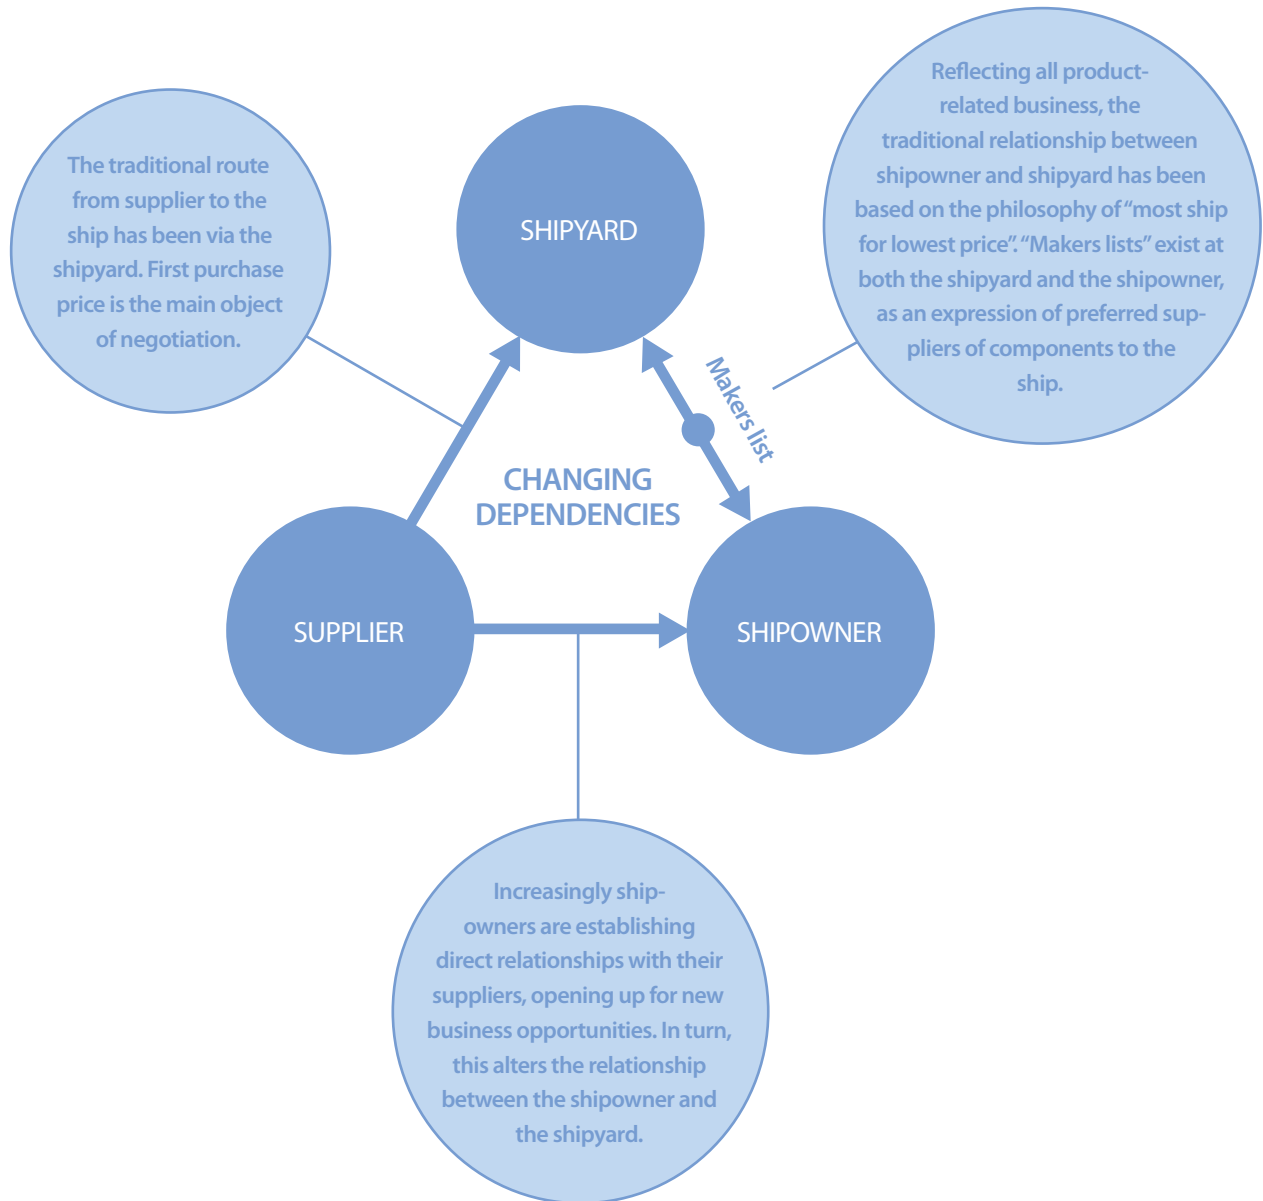 Reflecting all product-
related business, the
traditional relationship between
shipowner and shipyard has been
based on the philosophy of “most ship
for lowest price”. “Makers lists” exist at
both the shipyard and the shipowner,
as an expression of preferred sup-
pliers of components to the
ship.
The traditional route
from supplier to the
ship has been via the
shipyard. First purchase
price is the main object
of negotiation.
SHIPYARD
Makers list
CHANGING
DEPENDENCIES
SUPPLIER
SHIPOWNER
Increasingly ship-
owners are establishing
direct relationships with their
suppliers, opening up for new
business opportunities. In turn,
this alters the relationship
between the shipowner and
the shipyard.